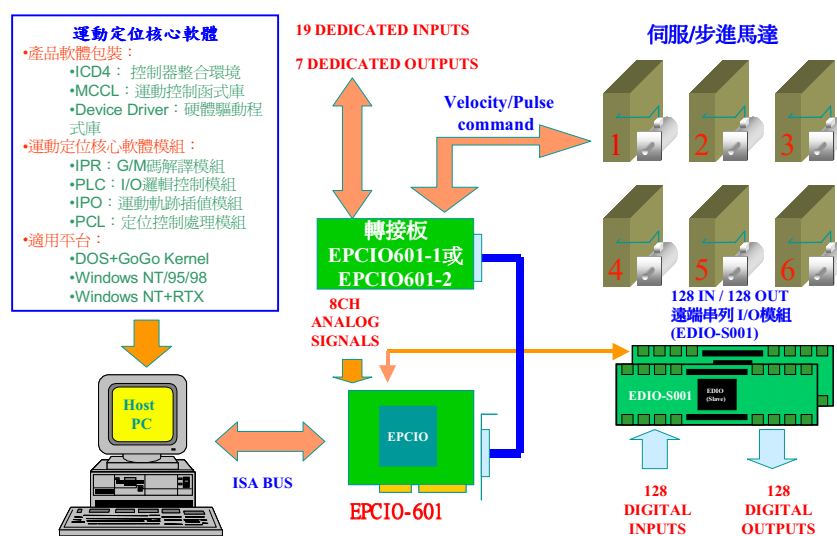 運動定位核心軟體
•產品軟體包裝：
•ICD4： 控制器整合環境
•MCCL：運動控制函式庫
•Device Driver：硬體驅動程
式庫
•運動定位核心軟體模組：
•IPR：G/M碼解譯模組
•PLC：I/O邏輯控制模組
•IPO：運動軌跡插值模組
•PCL：定位控制處理模組
•適用平台：
•DOS+GoGo Kernel
•Windows NT/95/98
•Windows NT+RTX
19 DEDICATED INPUTS
7 DEDICATED OUTPUTS
Velocity/Pulse
command
伺服/步進馬達
1
2
3
4
5
6
轉接板
EPCIO601-1或
EPCIO601-2
8CH
ANALOG
SIGNALS
128 IN / 128 OUT
遠端串列 I/O模組
(EDIO-S001)
EDIO-S001
EDIO
(Slave)
Host
PC
ISA BUS
EPCIO
EPCIO-601
128
DIGITAL
INPUTS
128
DIGITAL
OUTPUTS